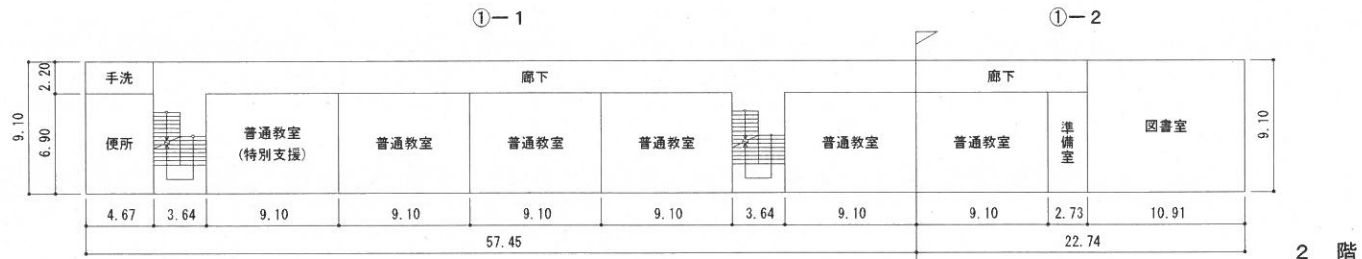 ①-1
①-2
2.20
6.90
9.10
手洗
廊下
廊下
便所
普通教室
(特別支援)
普通教室
普通教室
普通教室
普通教室
普通教室
準備室
図書室
9.10
4.67
3.64
9.10
9.10
9.10
9.10
3.64
9.10
9.10
2.73
10.91
57.45
22.74
2 階